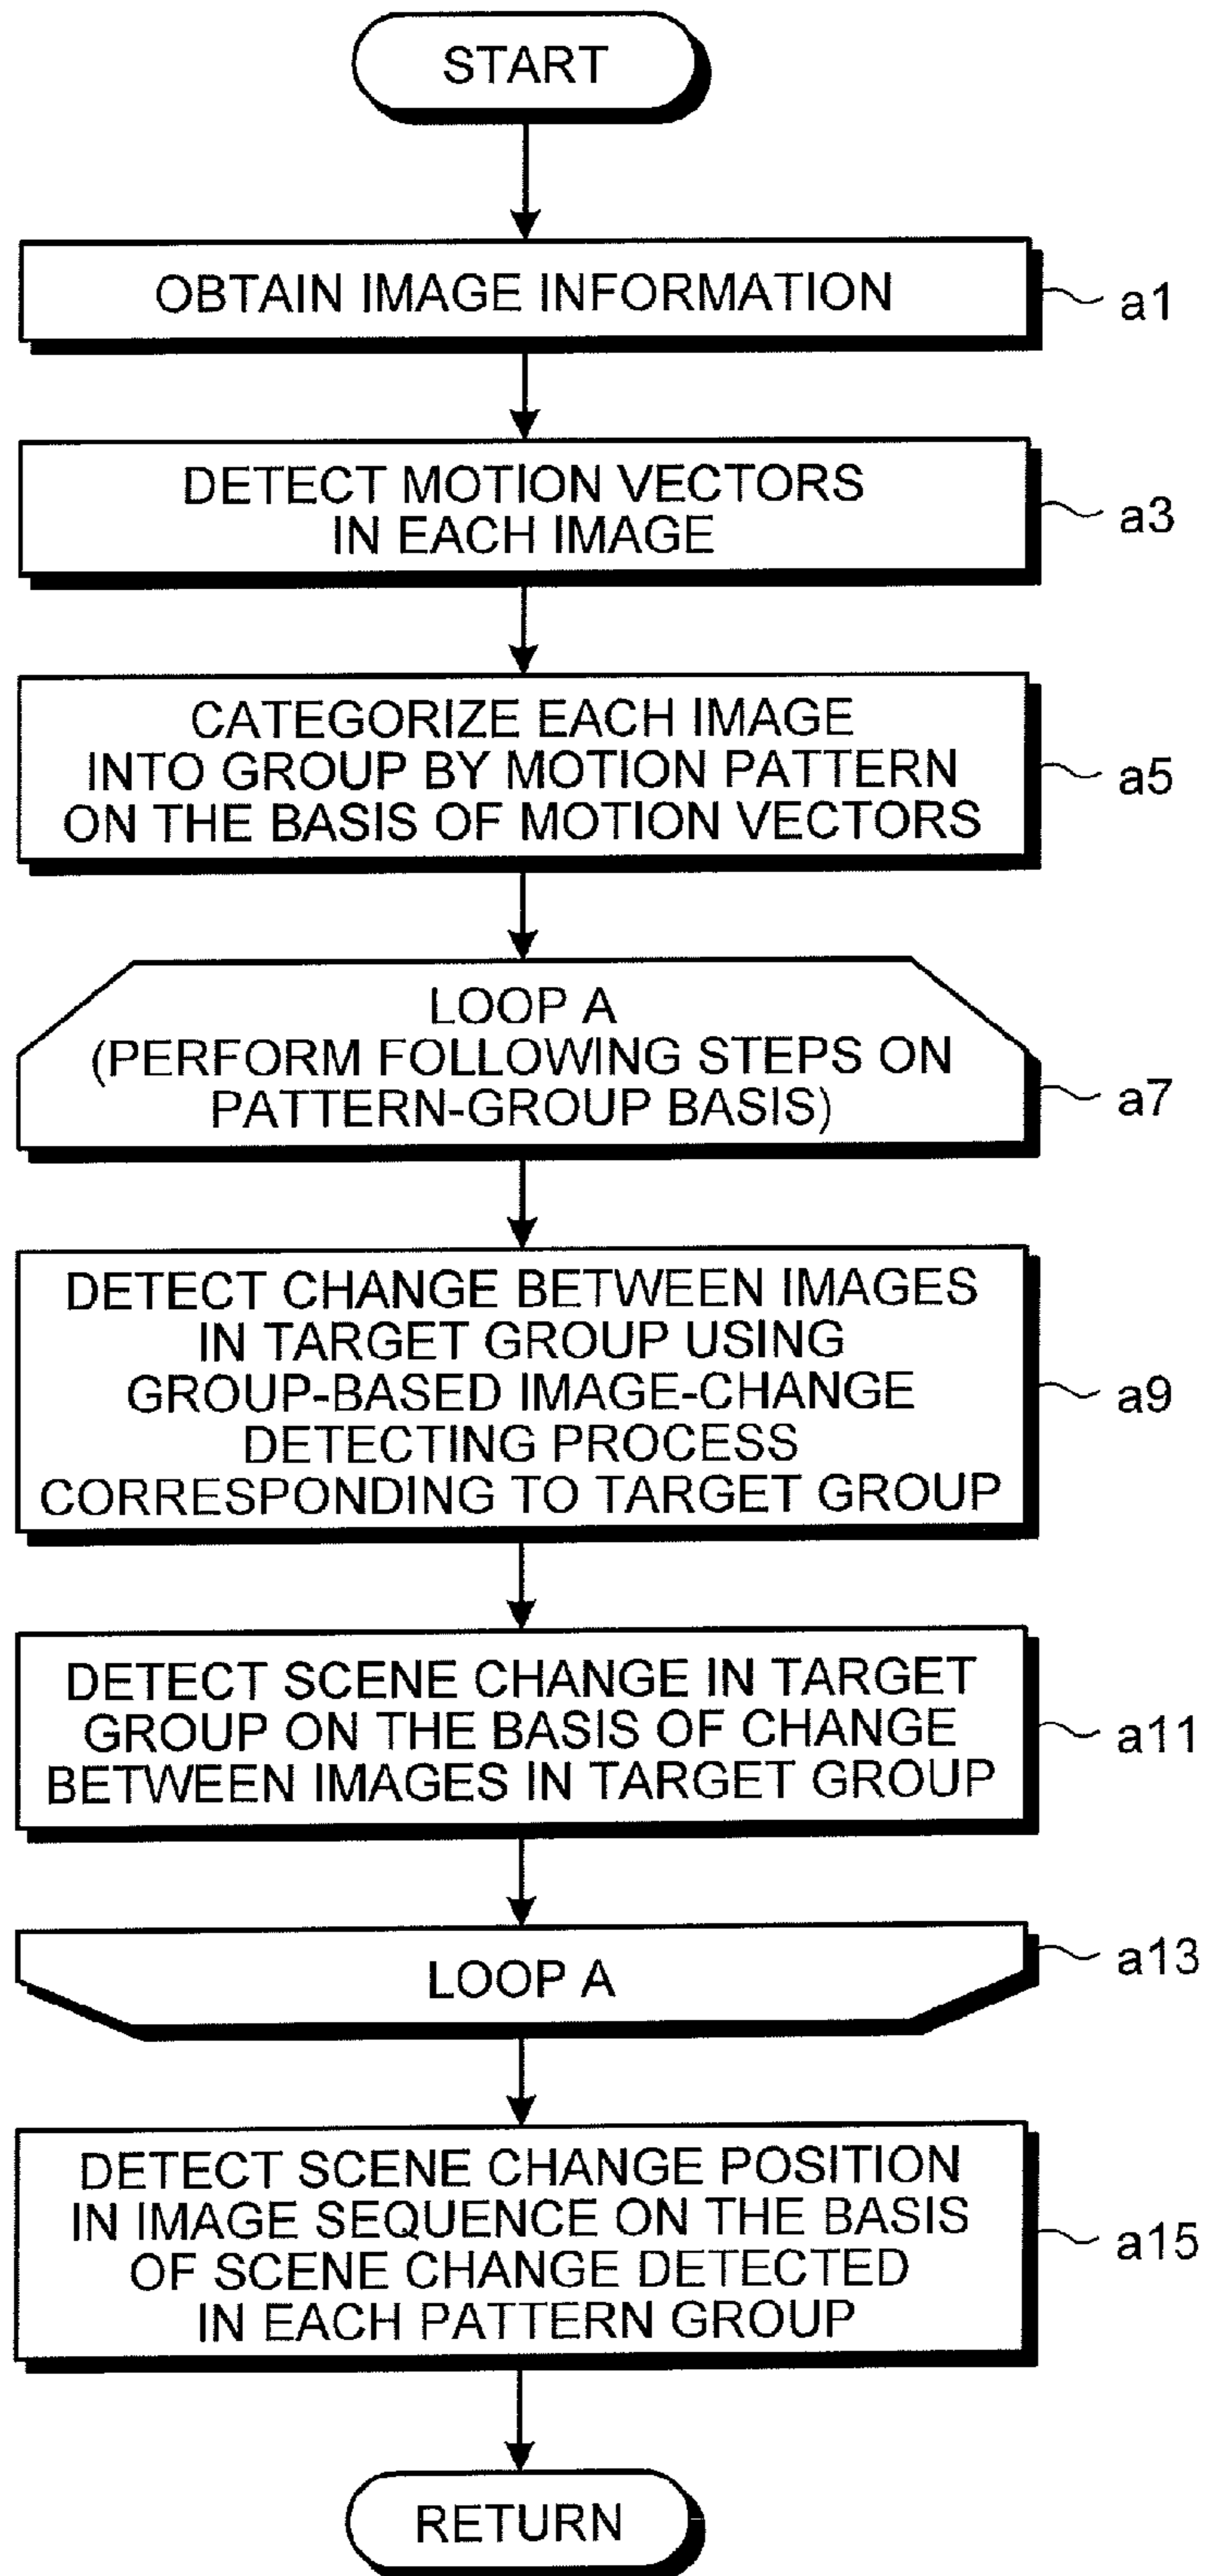 START
OBTAIN IMAGE INFORMATION
a1
DETECT MOTION VECTORS
IN EACH IMAGE
a3
CATEGORIZE EACH IMAGE
INTO GROUP BY MOTION PATTERN
ON THE BASIS OF MOTION VECTORS
a5
LOOP A
(PERFORM FOLLOWING STEPS ON
PATTERN-GROUP BASIS)
a7
DETECT CHANGE BETWEEN IMAGES
IN TARGET GROUP USING
GROUP-BASED IMAGE-CHANGE
DETECTING PROCESS
CORRESPONDING TO TARGET GROUP
a9
DETECT SCENE CHANGE IN TARGET
GROUP ON THE BASIS OF CHANGE
BETWEEN IMAGES IN TARGET GROUP
a11
LOOP A
a13
DETECT SCENE CHANGE POSITION
IN IMAGE SEQUENCE ON THE BASIS
OF SCENE CHANGE DETECTED
IN EACH PATTERN GROUP
a15
RETURN